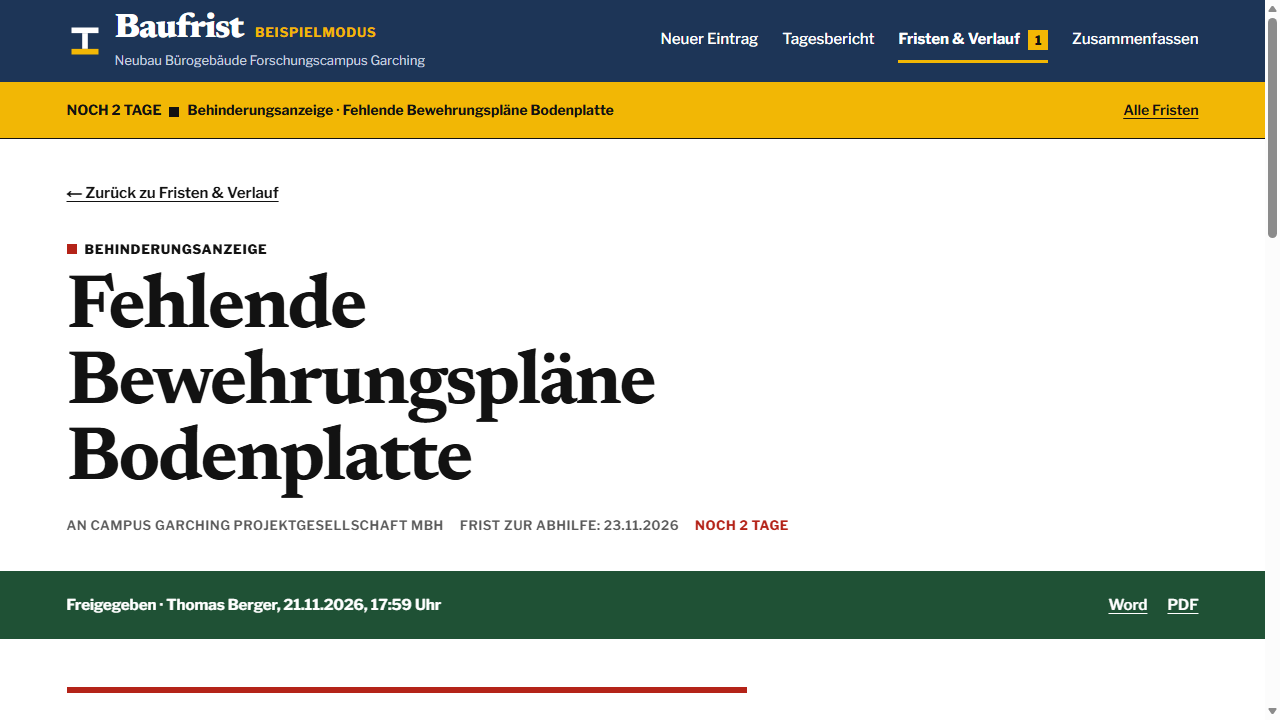 Baufrist BEISPIELMODUS
Neubau Bürogebäude Forschungscampus Garching
Neuer Eintrag Tagesbericht Fristen & Verlauf 1 Zusammenfassen
NOCH 2 TAGE ■ Behinderungsanzeige · Fehlende Bewehrungspläne Bodenplatte
Alle Fristen
← Zurück zu Fristen & Verlauf
BEHINDERUNGSANZEIGE
Fehlende
Bewehrungspläne
Bodenplatte
AN CAMPUS GARCHING PROJEKTGESELLSCHAFT MBH FRIST ZUR ABHILFE: 23.11.2026 NOCH 2 TAGE
Freigegeben · Thomas Berger, 21.11.2026, 17:59 Uhr
Word PDF